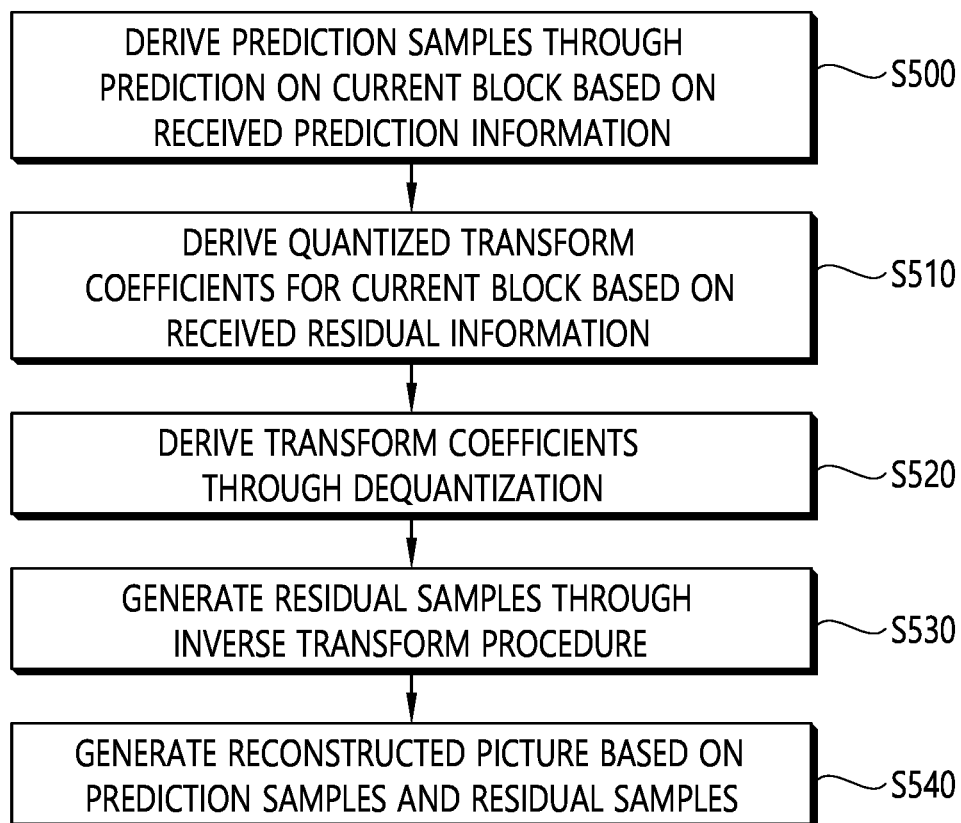 DERIVE PREDICTION SAMPLES THROUGH
PREDICTION ON CURRENT BLOCK BASED ON
RECEIVED PREDICTION INFORMATION
S500
DERIVE QUANTIZED TRANSFORM
COEFFICIENTS FOR CURRENT BLOCK BASED ON
RECEIVED RESIDUAL INFORMATION
S510
DERIVE TRANSFORM COEFFICIENTS
THROUGH DEQUANTIZATION
S520
GENERATE RESIDUAL SAMPLES THROUGH
INVERSE TRANSFORM PROCEDURE
S530
GENERATE RECONSTRUCTED PICTURE BASED ON
PREDICTION SAMPLES AND RESIDUAL SAMPLES
S540